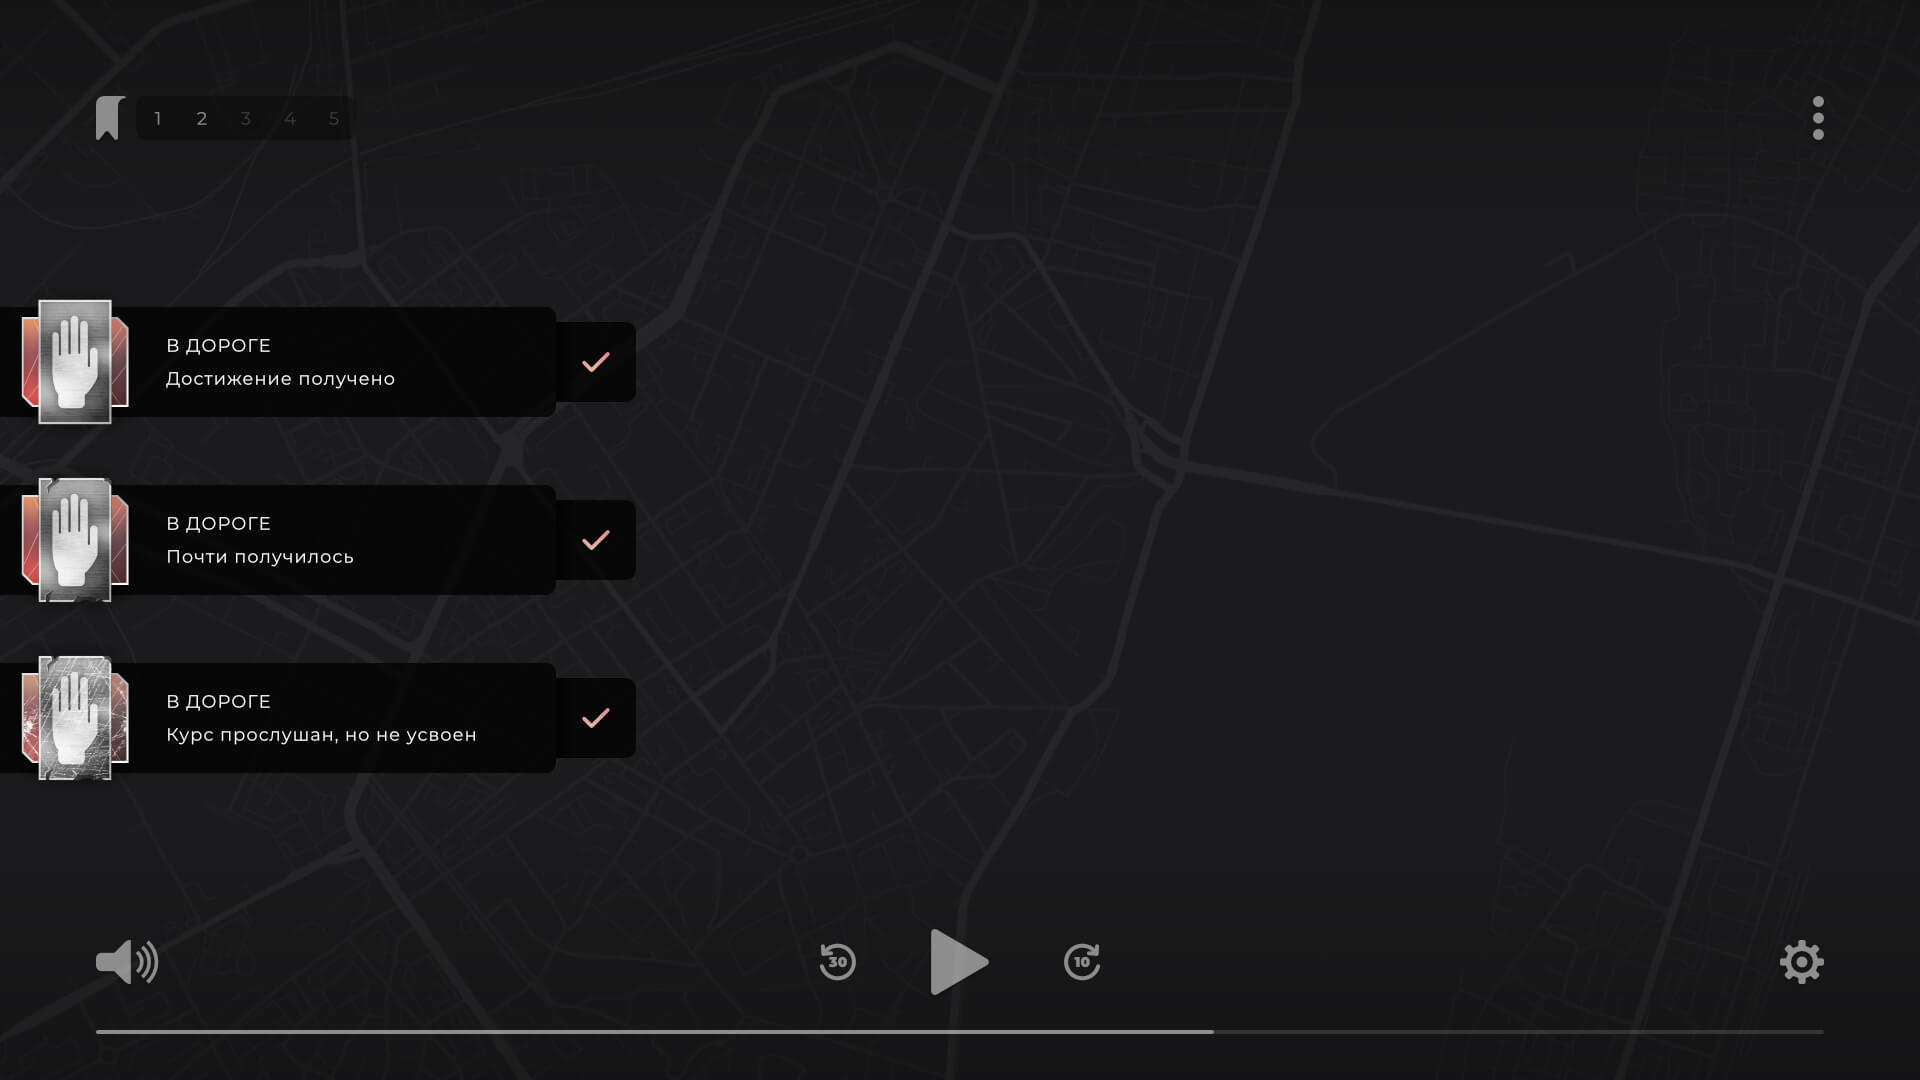 1 2 3 4 5
В ДОРОГЕ
Достижение получено
В ДОРОГЕ
Почти получилось
В ДОРОГЕ
Курс прослушан, но не усвоен
30
10